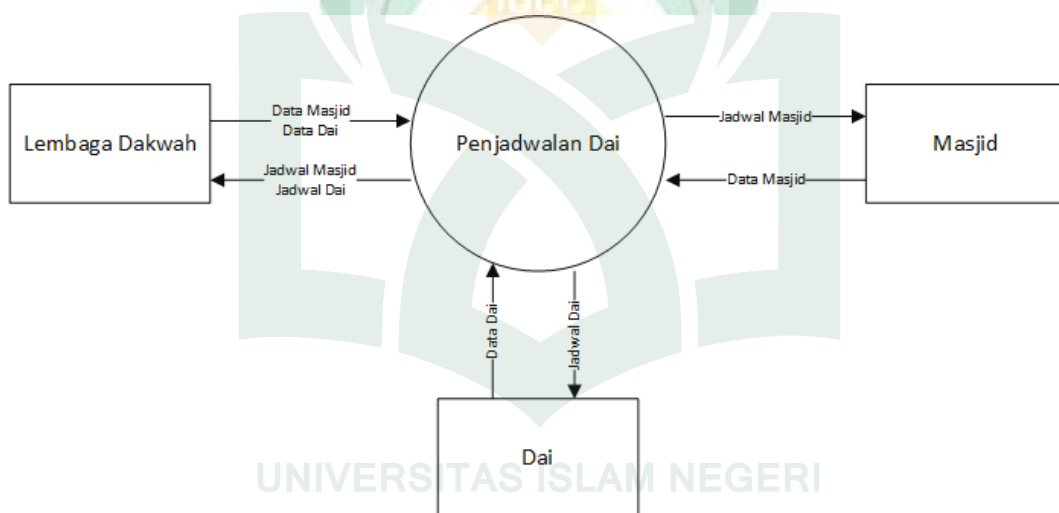 Lembaga Dakwah
Data Masjid
Data Dai
Jadwal Masjid
Jadwal Dai
Penjadwalan Dai
Jadwal Masjid
Data Masjid
Masjid
Data Dai
Jadwal Dai
Dai
UNIVERSITAS ISLAM NEGERI